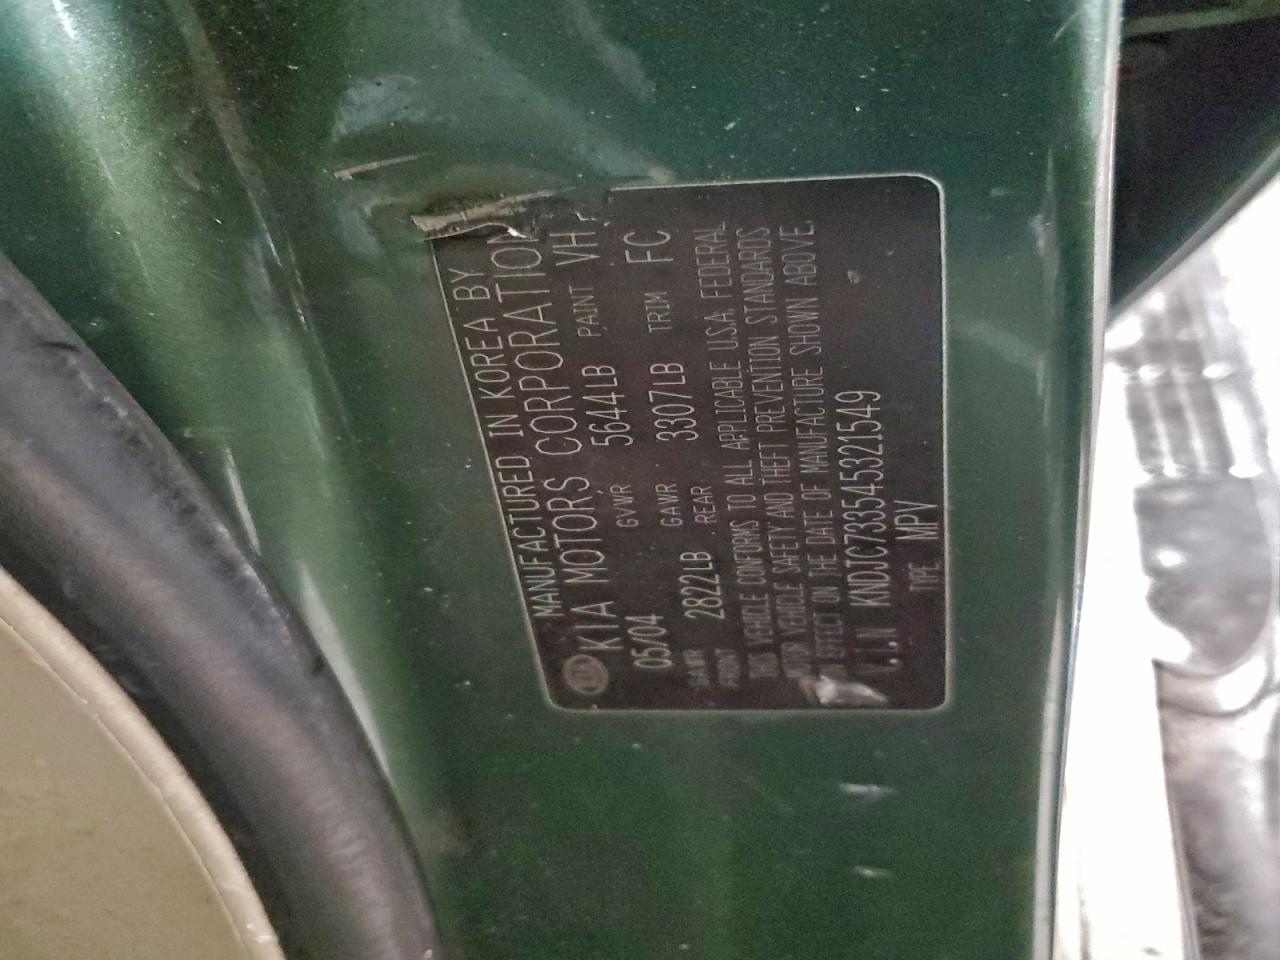 MANUFACTURED IN KOREA BY
KIA KIA MOTORS CORPORATION
05/04 GVWR 5644LB PAINT VH
GAWR FRONT 2822LB GAWR REAR 3307LB TRIM FC
THIS VEHICLE CONFORMS TO ALL APPLICABLE U.S.A FEDERAL
MOTOR VEHICLE SAFETY AND THEFT PREVENTION STANDARDS
IN EFFECT ON THE DATE OF MANUFACTURE SHOWN ABOVE.
V.I.N KNDJC733545321549
TYPE MPV